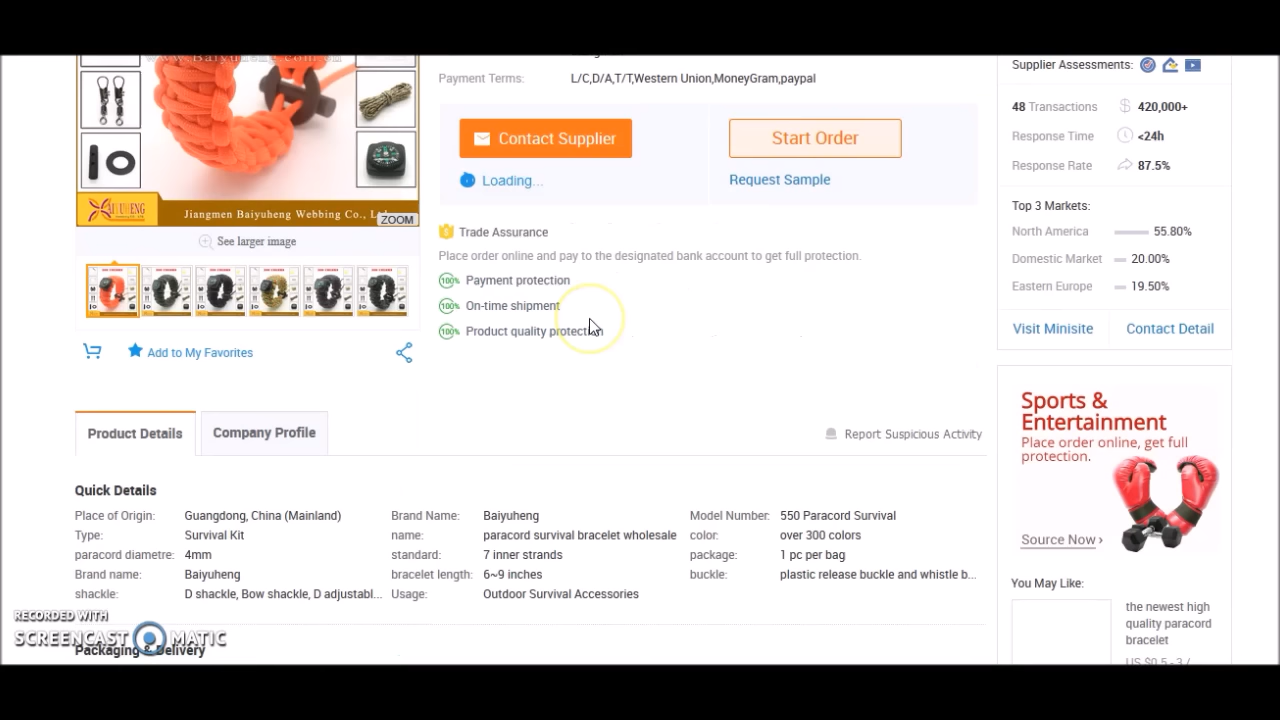 www.Baiyuheng.com.cn
Payment Terms: L/C,D/A,T/T,Western Union,MoneyGram,paypal
Contact Supplier
Start Order
Loading...
Request Sample
BAIYUHENG
Jiangmen Baiyuheng Webbing Co., Ltd.
ZOOM
See larger image
Trade Assurance
Place order online and pay to the designated bank account to get full protection.
100% Payment protection
100% On-time shipment
100% Product quality protection
Add to My Favorites
Supplier Assessments:
48 Transactions $ 420,000+
Response Time <24h
Response Rate 87.5%
Top 3 Markets:
North America 55.80%
Domestic Market 20.00%
Eastern Europe 19.50%
Visit Minisite Contact Detail
Sports &
Entertainment
Place order online, get full
protection.
Source Now ›
You May Like:
the newest high
quality paracord
bracelet
US $0.5 - 3 /
Product Details Company Profile
Report Suspicious Activity
Quick Details
Place of Origin: Guangdong, China (Mainland) Brand Name: Baiyuheng Model Number: 550 Paracord Survival
Type: Survival Kit name: paracord survival bracelet wholesale color: over 300 colors
paracord diametre: 4mm standard: 7 inner strands package: 1 pc per bag
Brand name: Baiyuheng bracelet length: 6~9 inches buckle: plastic release buckle and whistle b...
shackle: D shackle, Bow shackle, D adjustabl... Usage: Outdoor Survival Accessories
RECORDED WITH
SCREENCAST MATIC
Packaging & Delivery